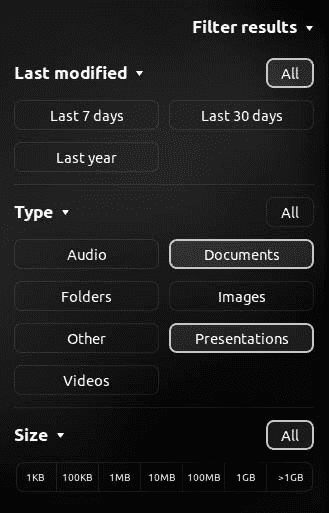 Filter results
Last modified All
Last 7 days Last 30 days
Last year
Type All
Audio Documents
Folders Images
Other Presentations
Videos
Size All
1KB 100KB 1MB 10MB 100MB 1GB >1GB